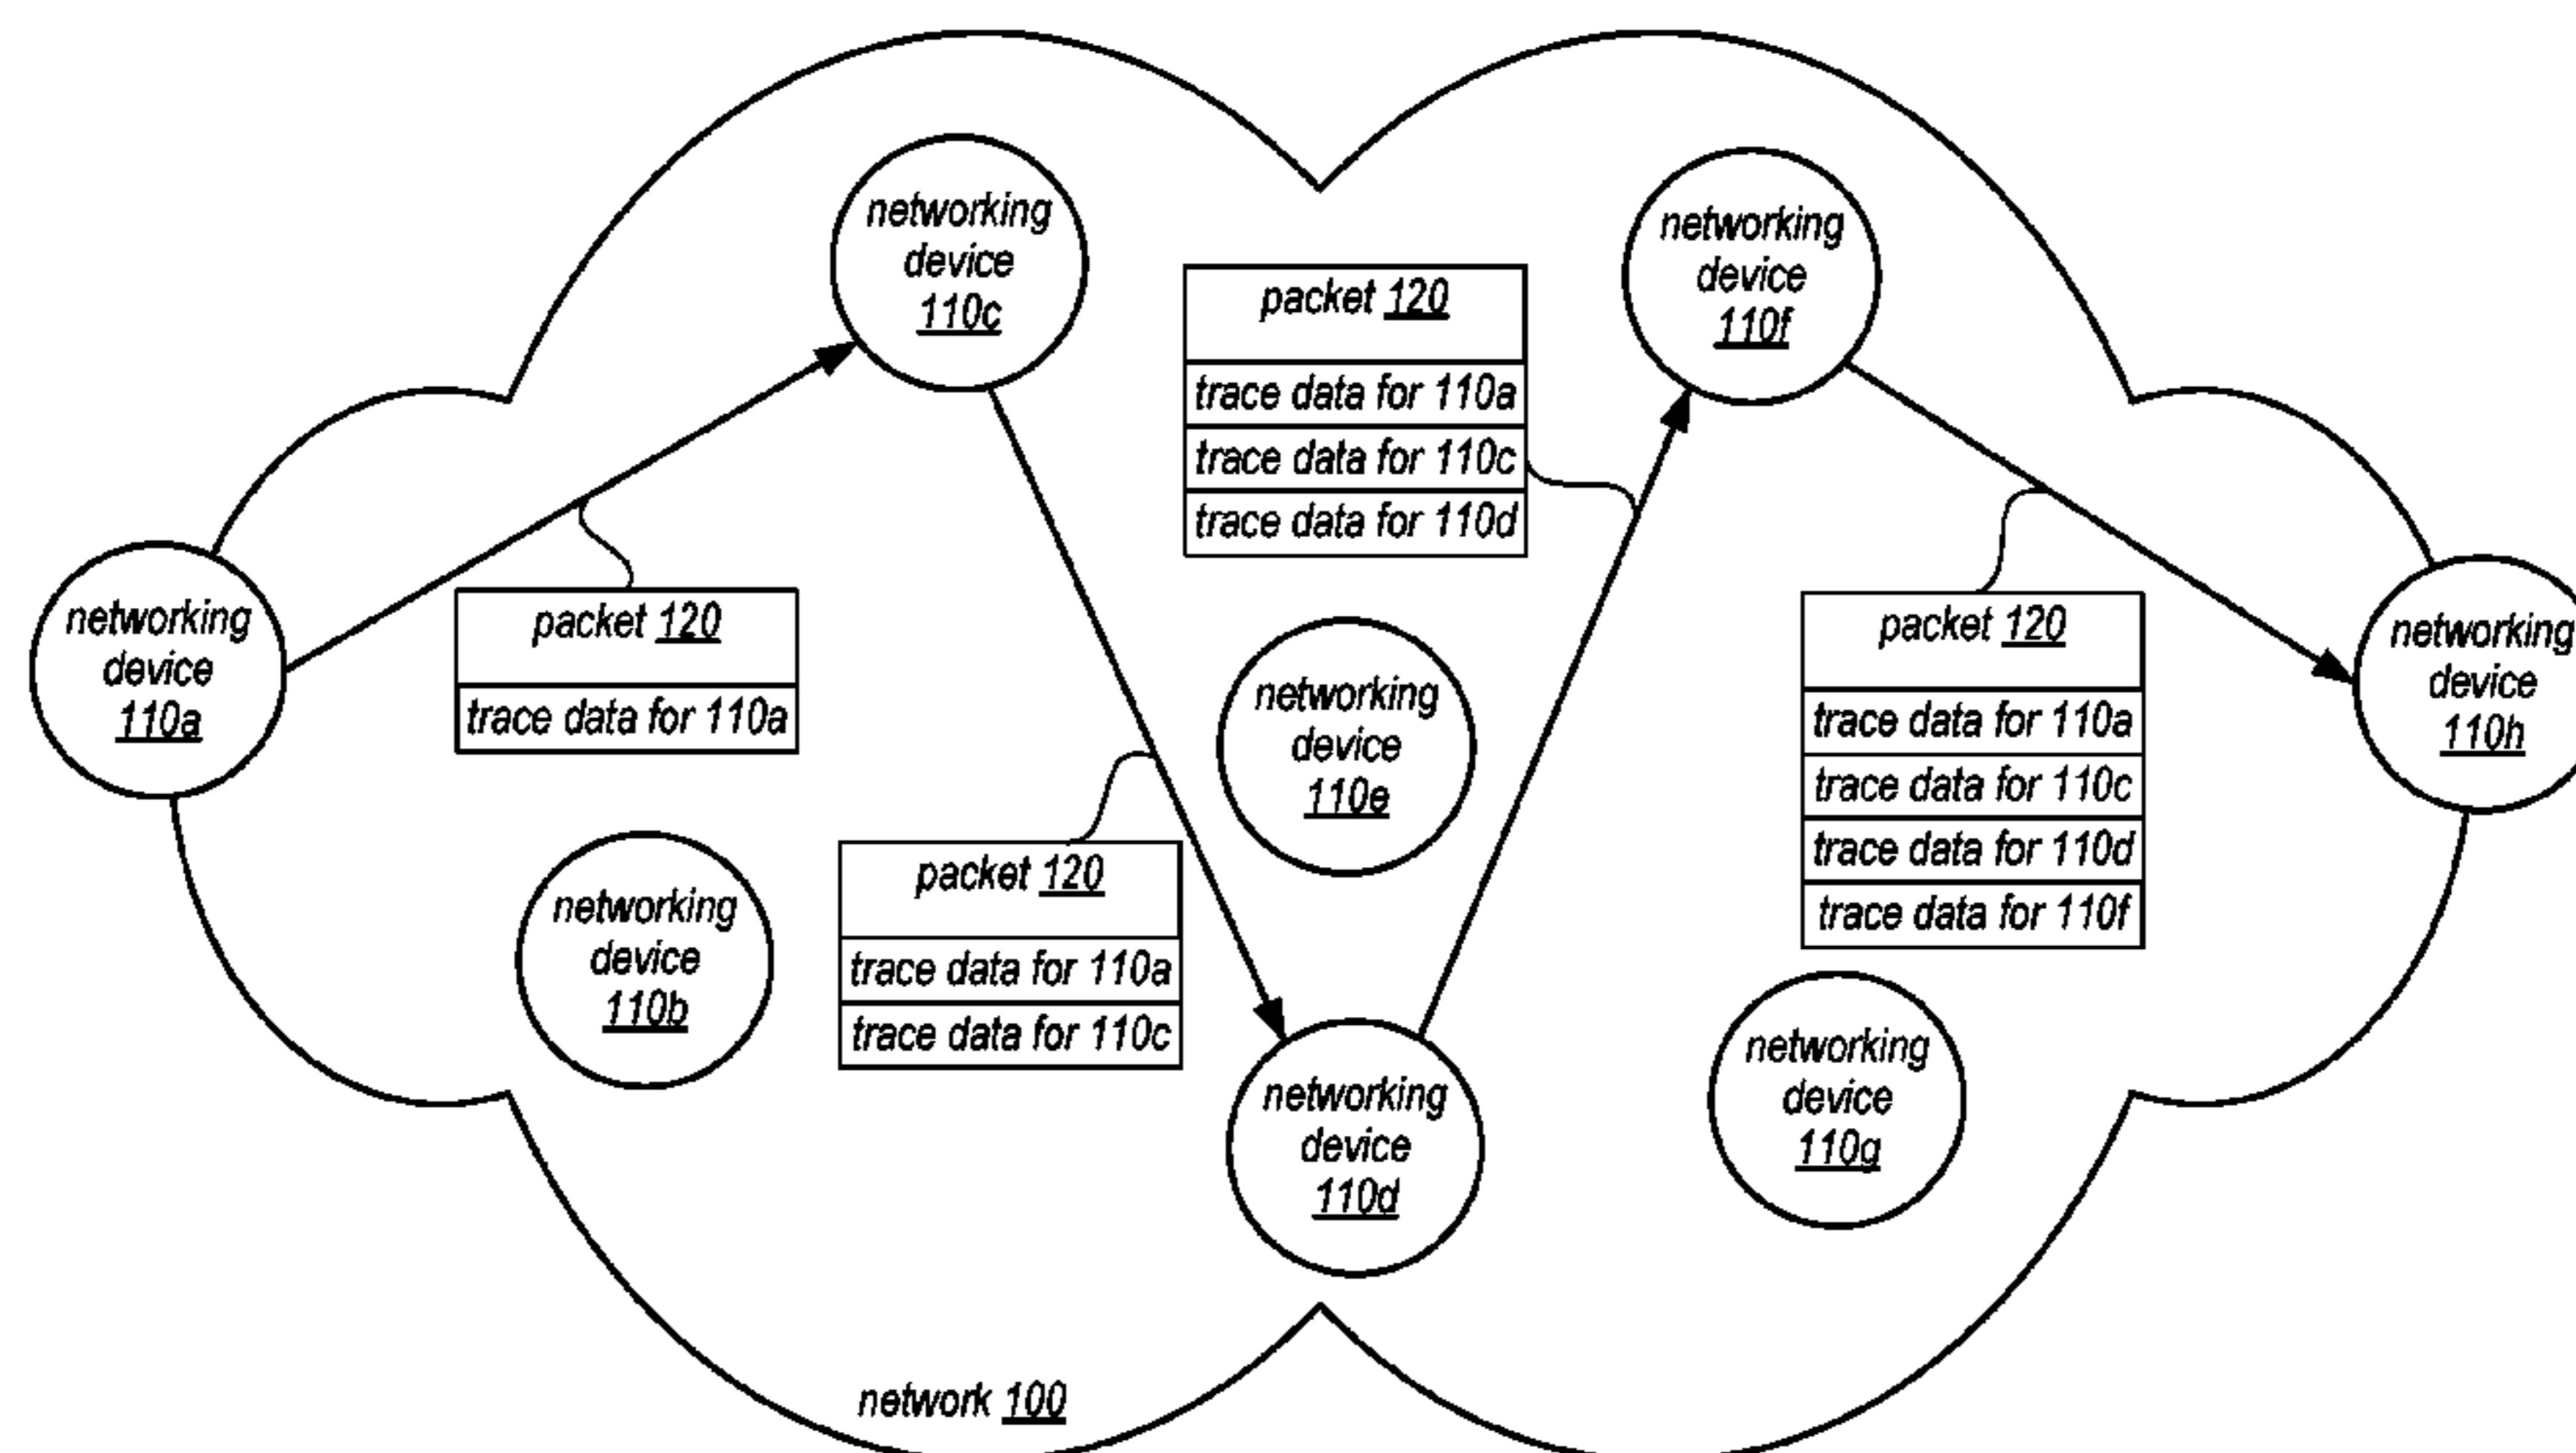 networking
device
110c
networking
device
110f
packet 120
trace data for 110a
trace data for 110c
trace data for 110d
networking
device
110a
packet 120
trace data for 110a
networking
device
110e
packet 120
trace data for 110a
trace data for 110c
trace data for 110d
trace data for 110f
networking
device
110h
networking
device
110b
packet 120
trace data for 110a
trace data for 110c
networking
device
110d
networking
device
110g
network 100